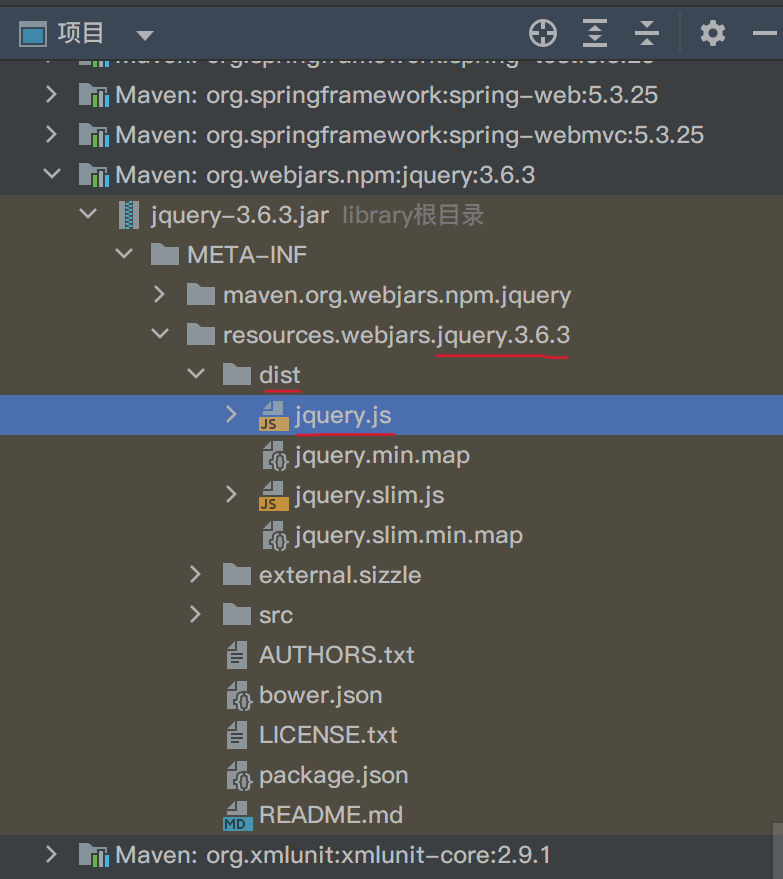 项目
Maven: org.springframework:spring-web:5.3.25
Maven: org.springframework:spring-webmvc:5.3.25
Maven: org.webjars.npm:jquery:3.6.3
jquery-3.6.3.jar library根目录
META-INF
maven.org.webjars.npm.jquery
resources.webjars.jquery.3.6.3
dist
JS jquery.js
jquery.min.map
JS jquery.slim.js
jquery.slim.min.map
external.sizzle
src
AUTHORS.txt
bower.json
LICENSE.txt
package.json
MD README.md
Maven: org.xmlunit:xmlunit-core:2.9.1